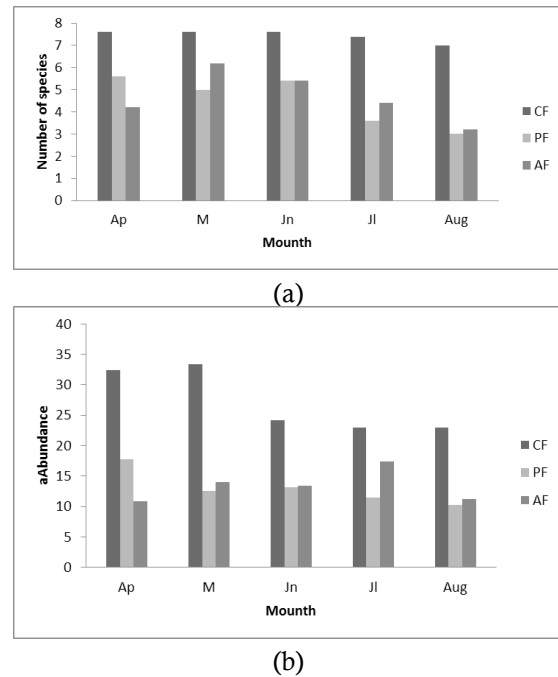 8
7
6
5
4
3
2
1
0
Number of species
Ap M Jn Jl Aug
Mounth
CF
PF
AF
(a)
40
35
30
25
20
15
10
5
0
aAbundance
Ap M Jn Jl Aug
Mounth
CF
PF
AF
(b)